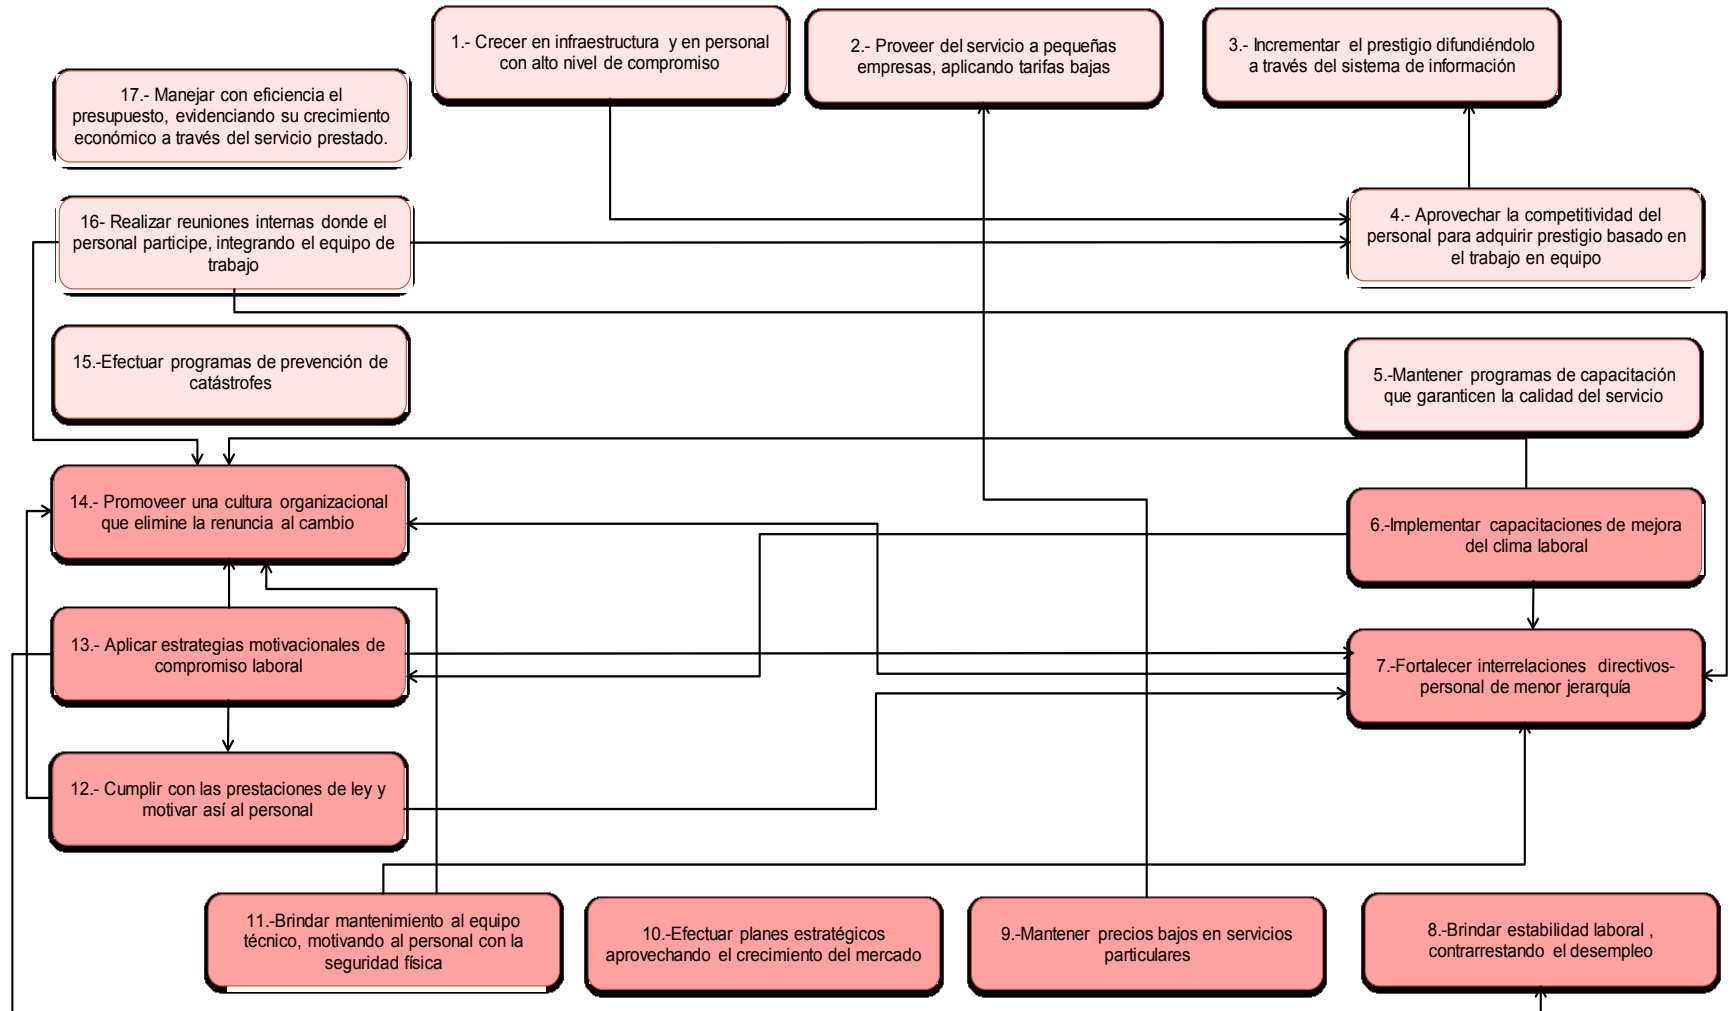 1.- Crecer en infraestructura y en personal
con alto nivel de compromiso
2.- Proveer del servicio a pequeñas
empresas, aplicando tarifas bajas
3.- Incrementar el prestigio difundiéndolo
a través del sistema de información
17.- Manejar con eficiencia el
presupuesto, evidenciando su crecimiento
económico a través del servicio prestado.
16- Realizar reuniones internas donde el
personal participe, integrando el equipo de
trabajo
4.- Aprovechar la competitividad del
personal para adquirir prestigio basado en
el trabajo en equipo
15.-Efectuar programas de prevención de
catástrofes
5.-Mantener programas de capacitación
que garanticen la calidad del servicio
14.- Promoveer una cultura organizacional
que elimine la renuncia al cambio
6.-Implementar capacitaciones de mejora
del clima laboral
13.- Aplicar estrategias motivacionales de
compromiso laboral
7.-Fortalecer interrelaciones directivos-
personal de menor jerarquía
12.- Cumplir con las prestaciones de ley y
motivar así al personal
11.-Brindar mantenimiento al equipo
técnico, motivando al personal con la
seguridad física
10.-Efectuar planes estratégicos
aprovechando el crecimiento del mercado
9.-Mantener precios bajos en servicios
particulares
8.-Brindar estabilidad laboral ,
contrarrestando el desempleo